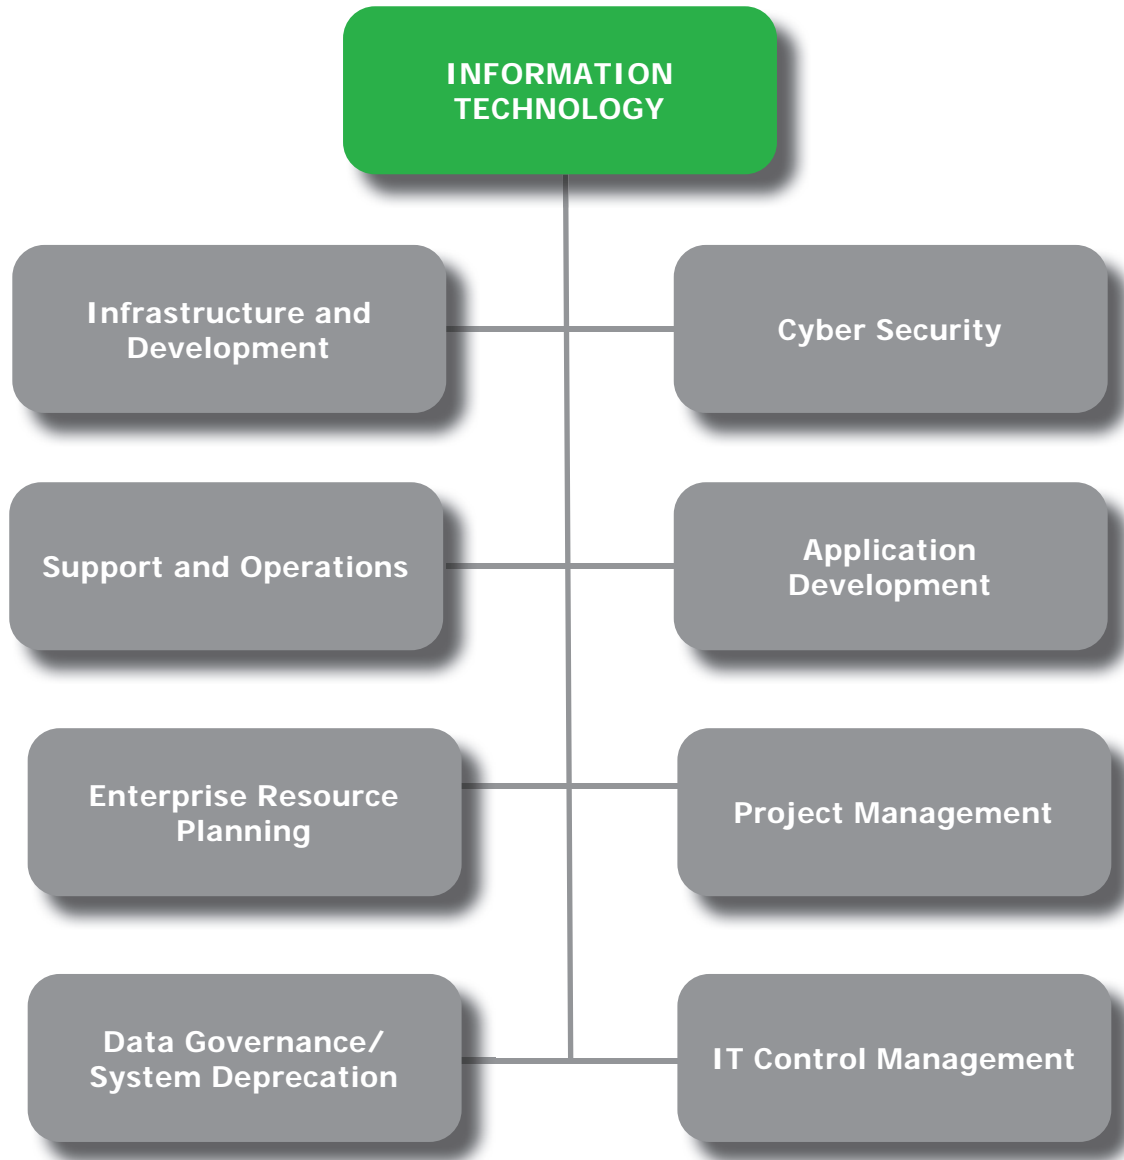 INFORMATION
TECHNOLOGY
Infrastructure and
Development
Cyber Security
Support and Operations
Application
Development
Enterprise Resource
Planning
Project Management
Data Governance/
System Deprecation
IT Control Management